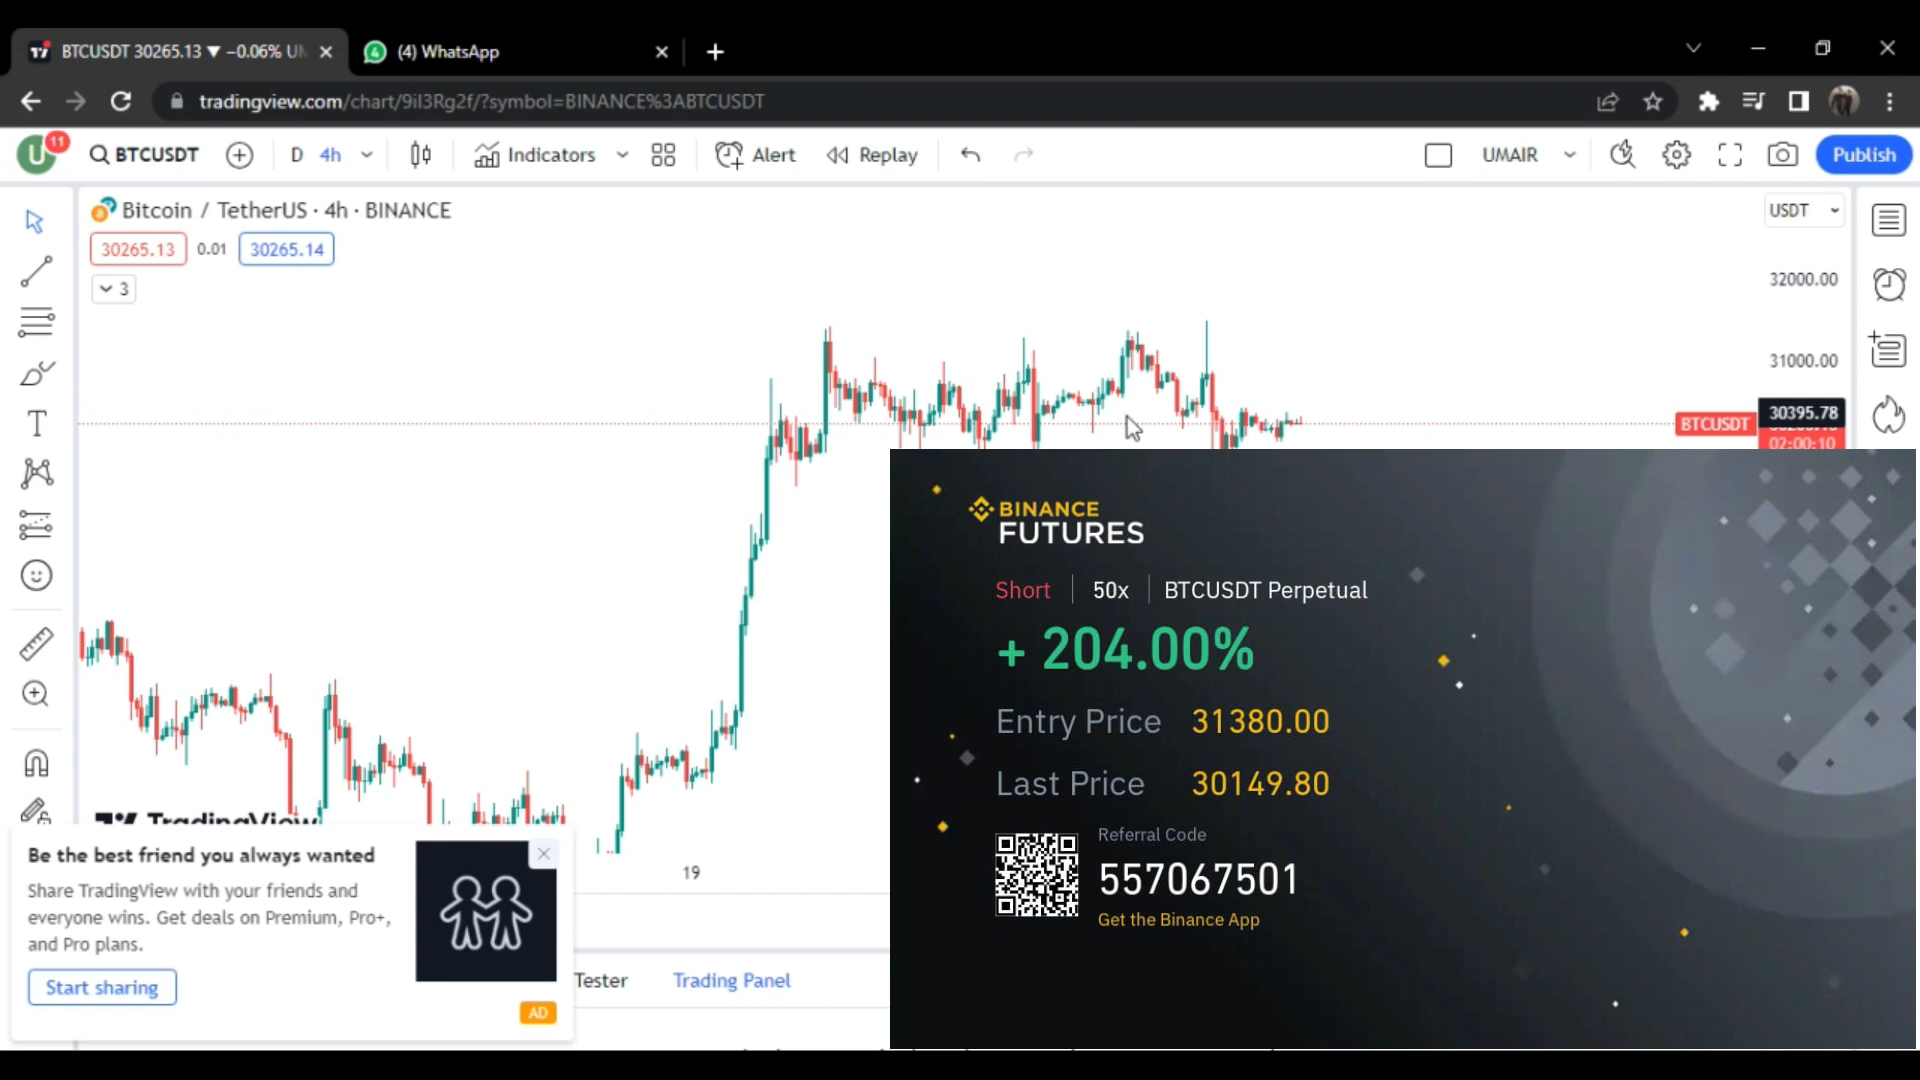 BTCUSDT 30265.13 ▼ −0.06% UN
(4) WhatsApp
tradingview.com/chart/9iI3Rg2f/?symbol=BINANCE%3ABTCUSDT
U 11
BTCUSDT D 4h Indicators Alert Replay UMAIR Publish
Bitcoin / TetherUS · 4h · BINANCE
USDT
30265.13 0.01 30265.14
3
32000.00
31000.00
30395.78
BTCUSDT
02:00:10
BINANCE
FUTURES
Short 50x BTCUSDT Perpetual
+ 204.00%
Entry Price 31380.00
Last Price 30149.80
Referral Code
557067501
Get the Binance App
TradingView
19
Be the best friend you always wanted
Share TradingView with your friends and
everyone wins. Get deals on Premium, Pro+,
and Pro plans.
Start sharing
AD
Tester Trading Panel